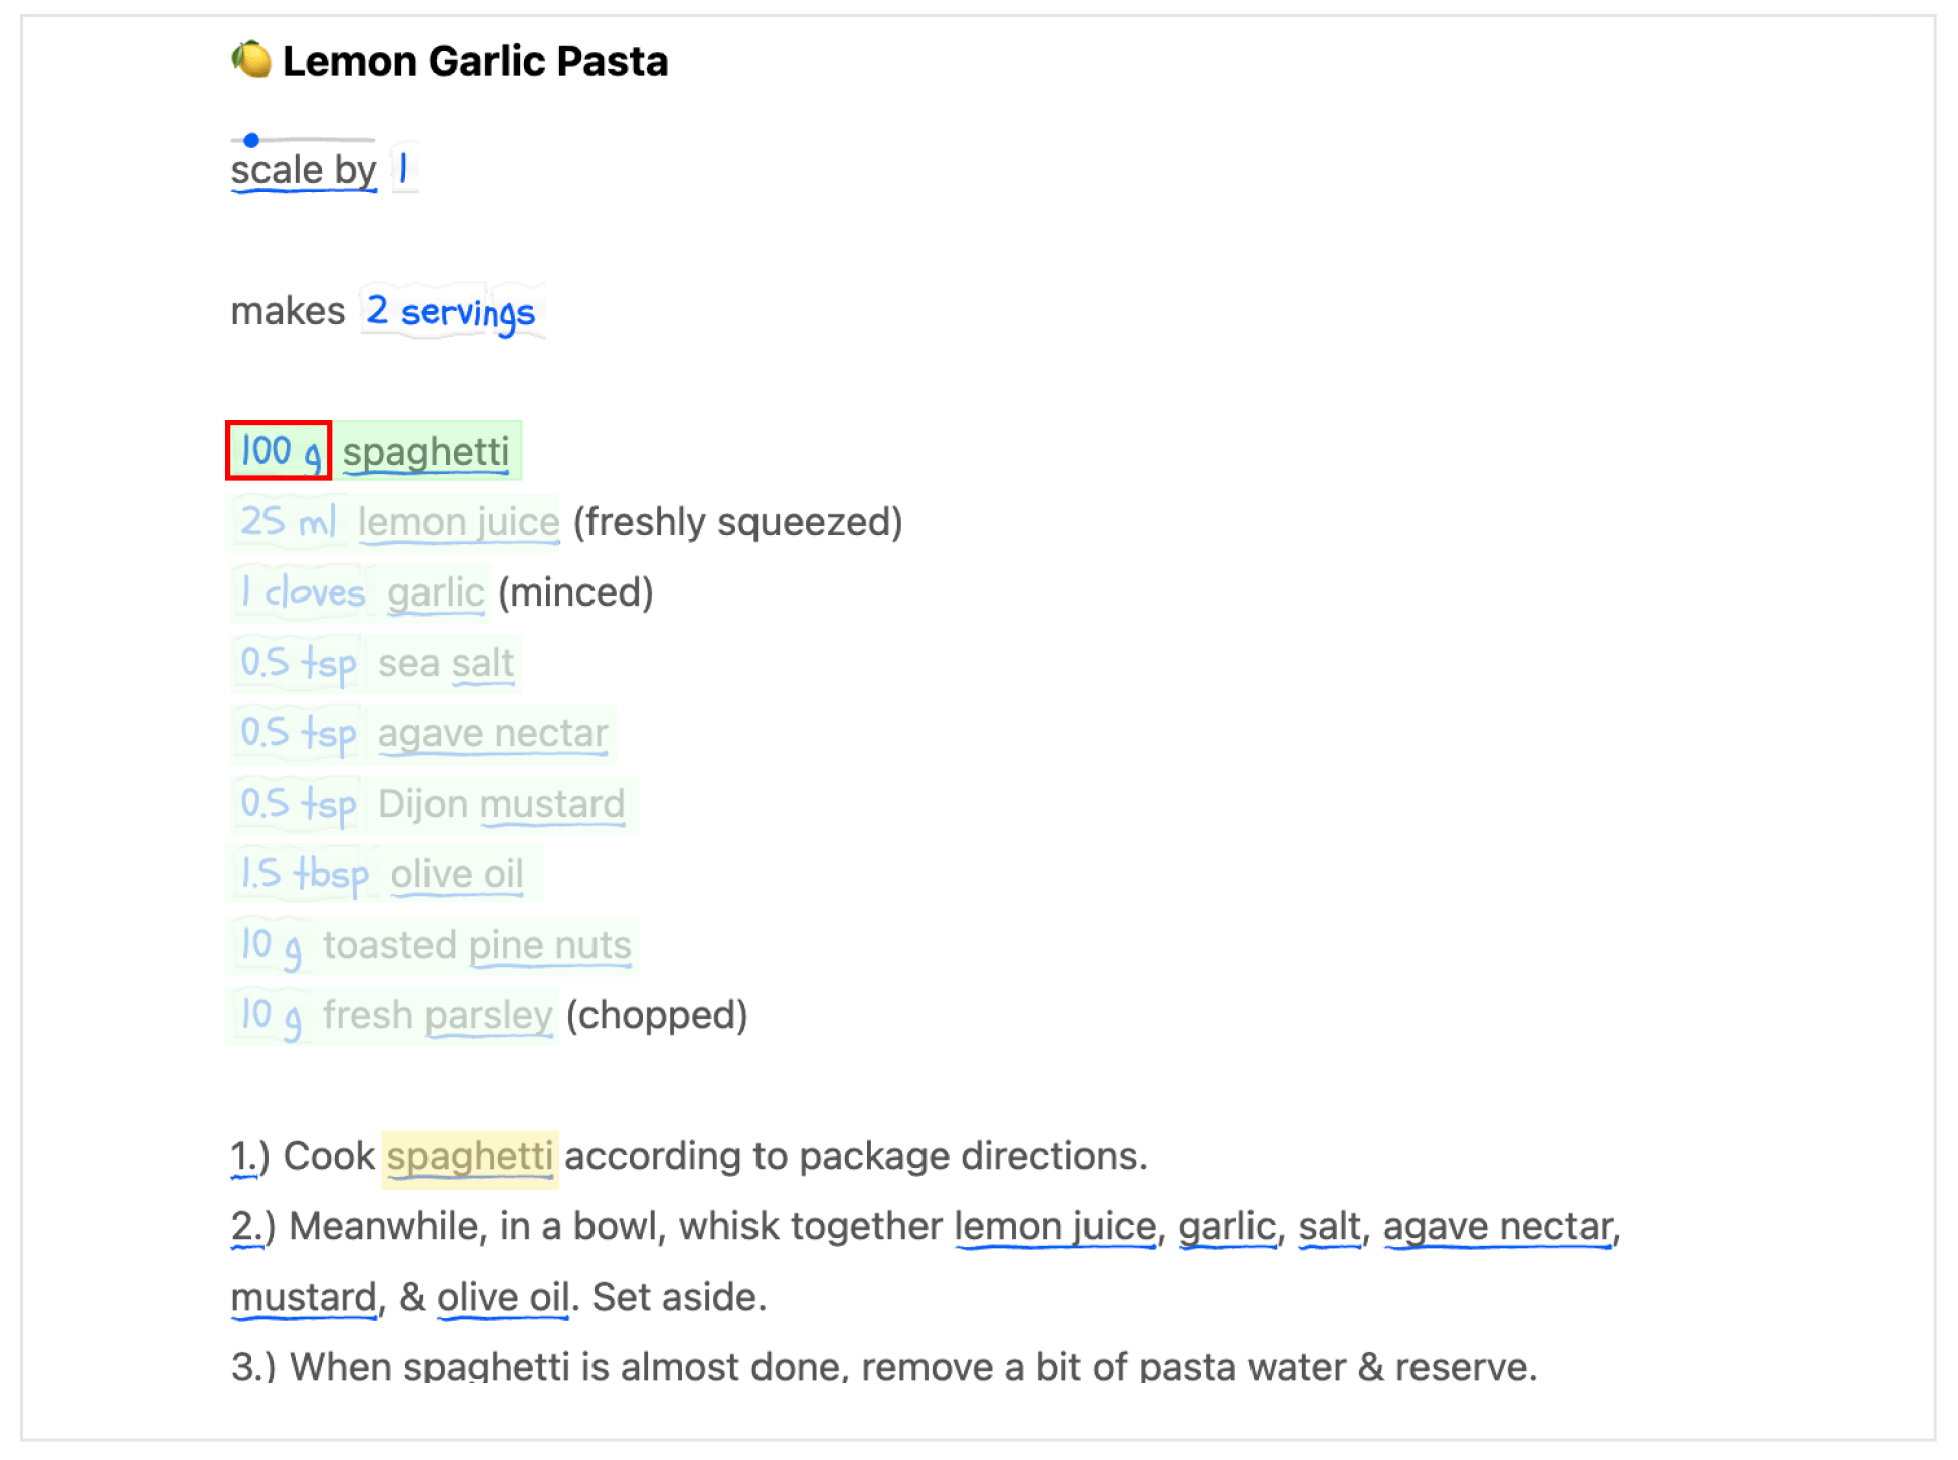 🍋 Lemon Garlic Pasta
scale by 1
makes 2 servings
100 g spaghetti
25 ml lemon juice (freshly squeezed)
1 cloves garlic (minced)
0.5 tsp sea salt
0.5 tsp agave nectar
0.5 tsp Dijon mustard
1.5 tbsp olive oil
10 g toasted pine nuts
10 g fresh parsley (chopped)
1.) Cook spaghetti according to package directions.
2.) Meanwhile, in a bowl, whisk together lemon juice, garlic, salt, agave nectar,
mustard, & olive oil. Set aside.
3.) When spaghetti is almost done, remove a bit of pasta water & reserve.